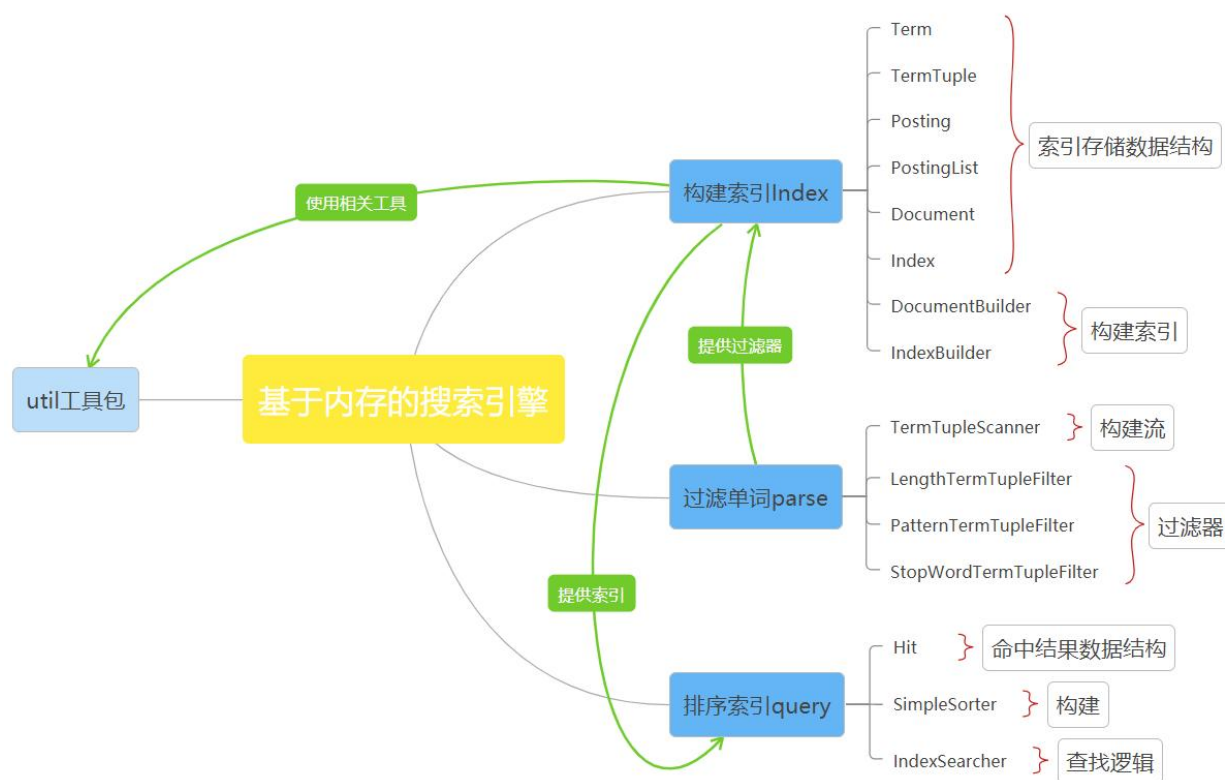 Term
TermTuple
Posting
PostingList
Document
Index
DocumentBuilder
IndexBuilder
索引存储数据结构
构建索引
构建索引Index
使用相关工具
提供过滤器
util工具包
基于内存的搜索引擎
过滤单词parse
TermTupleScanner
构建流
LengthTermTupleFilter
PatternTermTupleFilter
StopWordTermTupleFilter
过滤器
提供索引
排序索引query
Hit
命中结果数据结构
SimpleSorter
构建
IndexSearcher
查找逻辑